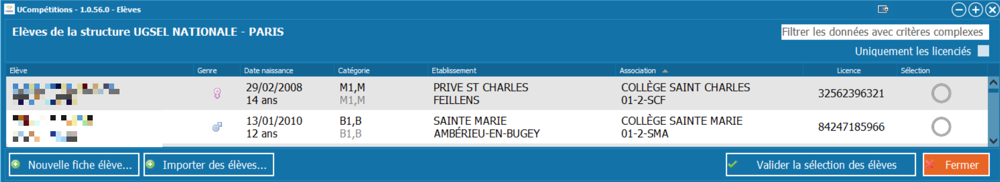 UCompétitions - 1.0.56.0 - Elèves
Elèves de la structure UGSEL NATIONALE - PARIS
Filtrer les données avec critères complexes
Uniquement les licenciés
Elève Genre Date naissance Catégorie Etablissement Association Licence Sélection
29/02/2008 M1,M PRIVE ST CHARLES COLLÈGE SAINT CHARLES 32562396321
14 ans M1,M FEILLENS 01-2-SCF
13/01/2010 B1,B SAINTE MARIE COLLÈGE SAINTE MARIE 84247185966
12 ans B1,B AMBÉRIEU-EN-BUGEY 01-2-SMA
Nouvelle fiche élève... Importer des élèves... Valider la sélection des élèves Fermer